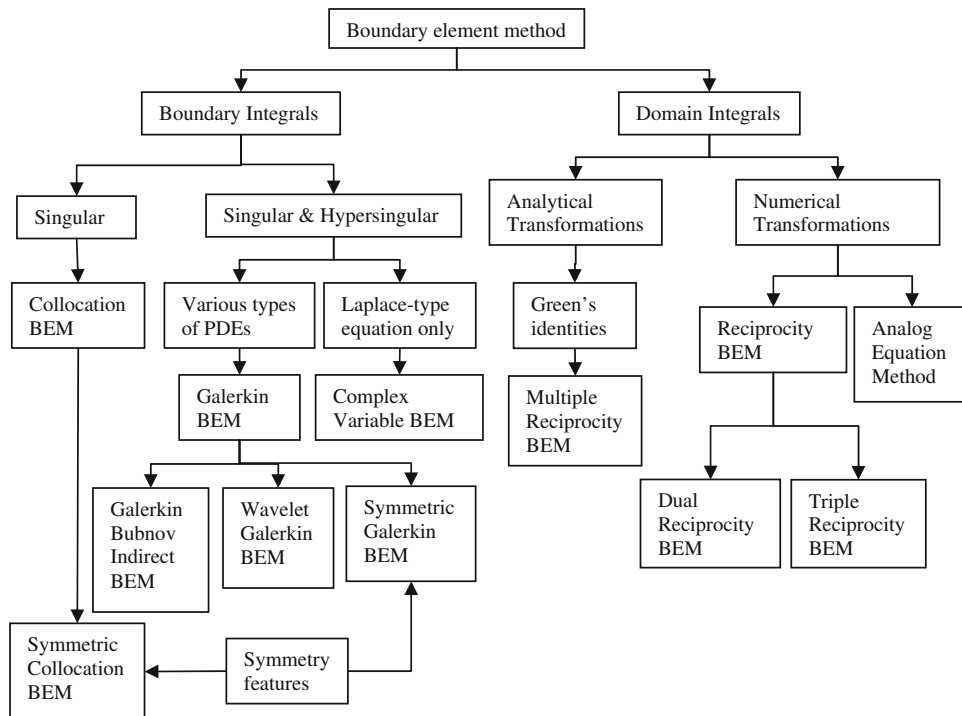 Boundary element method
Boundary Integrals
Domain Integrals
Singular
Singular & Hypersingular
Analytical
Transformations
Numerical
Transformations
Collocation
BEM
Various types
of PDEs
Laplace-type
equation only
Green's
identities
Reciprocity
BEM
Analog
Equation
Method
Galerkin
BEM
Complex
Variable BEM
Multiple
Reciprocity
BEM
Galerkin
Bubnov
Indirect
BEM
Wavelet
Galerkin
BEM
Symmetric
Galerkin
BEM
Dual
Reciprocity
BEM
Triple
Reciprocity
BEM
Symmetric
Collocation
BEM
Symmetry
features